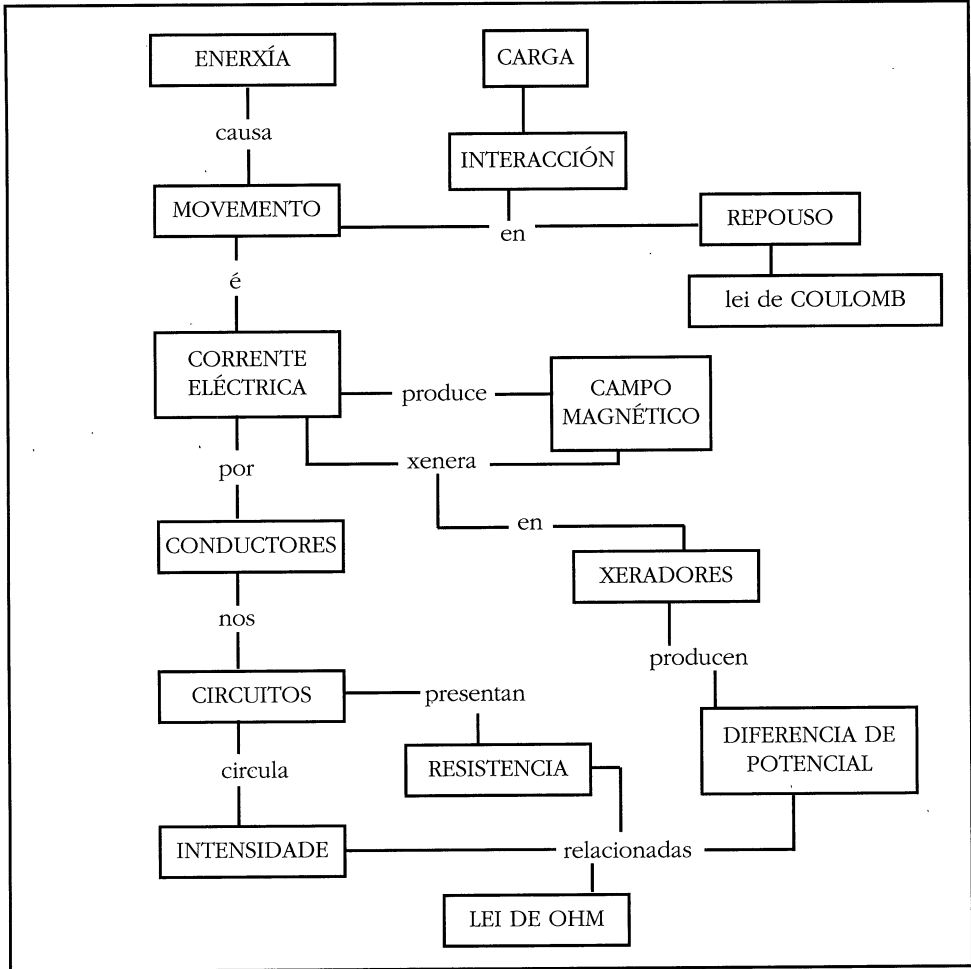 ENERXÍA
CARGA
causa
INTERACCIÓN
MOVEMENTO
en
REPOUSO
é
lei de COULOMB
CORRENTE
ELÉCTRICA
produce
CAMPO
MAGNÉTICO
por
xenera
en
CONDUCTORES
XERADORES
nos
producen
CIRCUITOS
presentan
DIFERENCIA DE
POTENCIAL
circula
RESISTENCIA
INTENSIDADE
relacionadas
LEI DE OHM